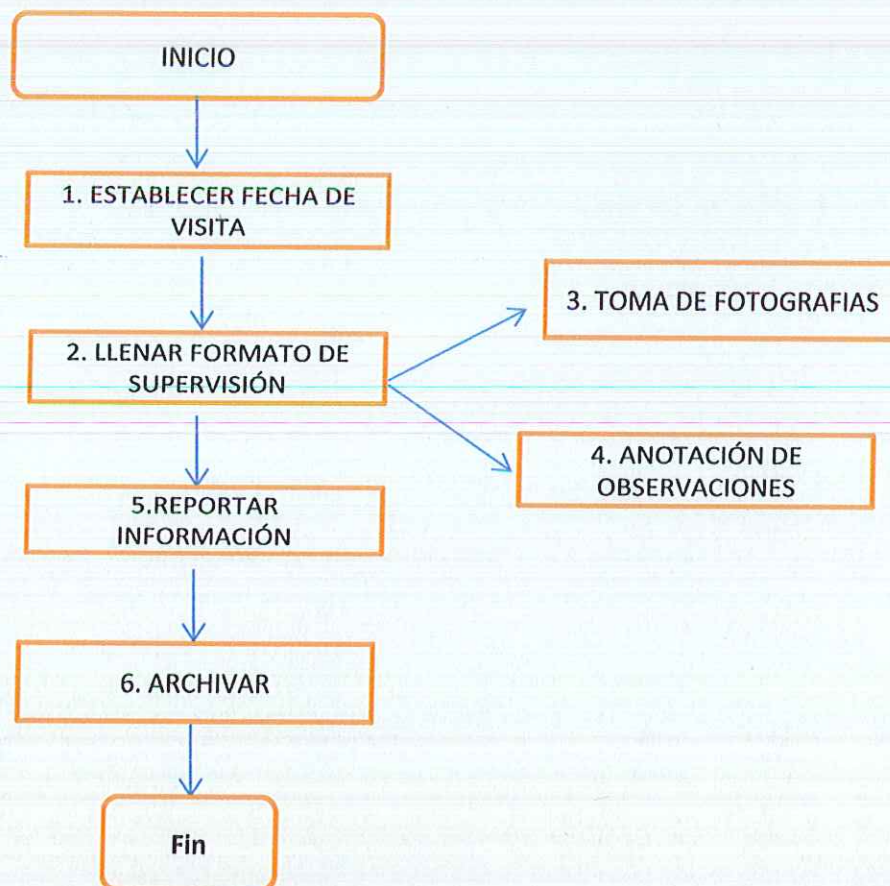 INICIO
1. ESTABLECER FECHA DE
VISITA
2. LLENAR FORMATO DE
SUPERVISIÓN
3. TOMA DE FOTOGRAFIAS
4. ANOTACIÓN DE
OBSERVACIONES
5.REPORTAR
INFORMACIÓN
6. ARCHIVAR
Fin